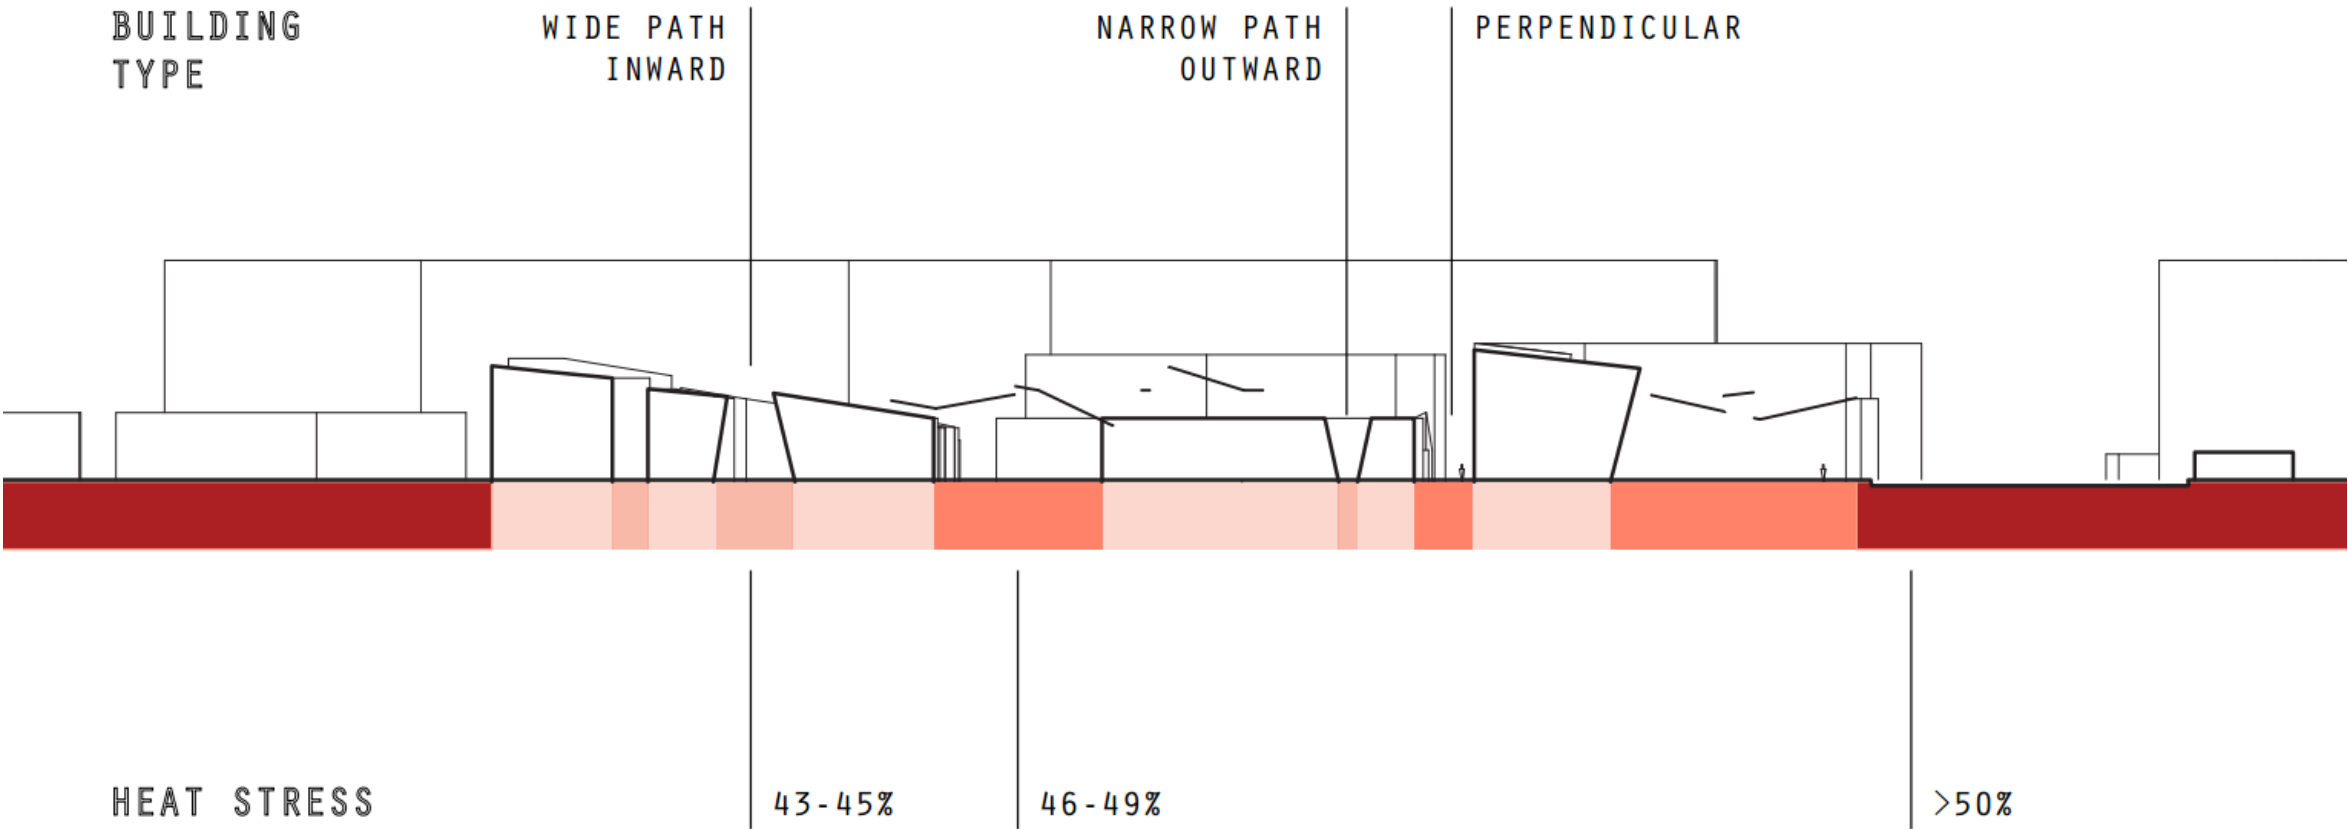 BUILDING
TYPE
WIDE PATH
INWARD
NARROW PATH
OUTWARD
PERPENDICULAR
HEAT STRESS
43-45%
46-49%
>50%